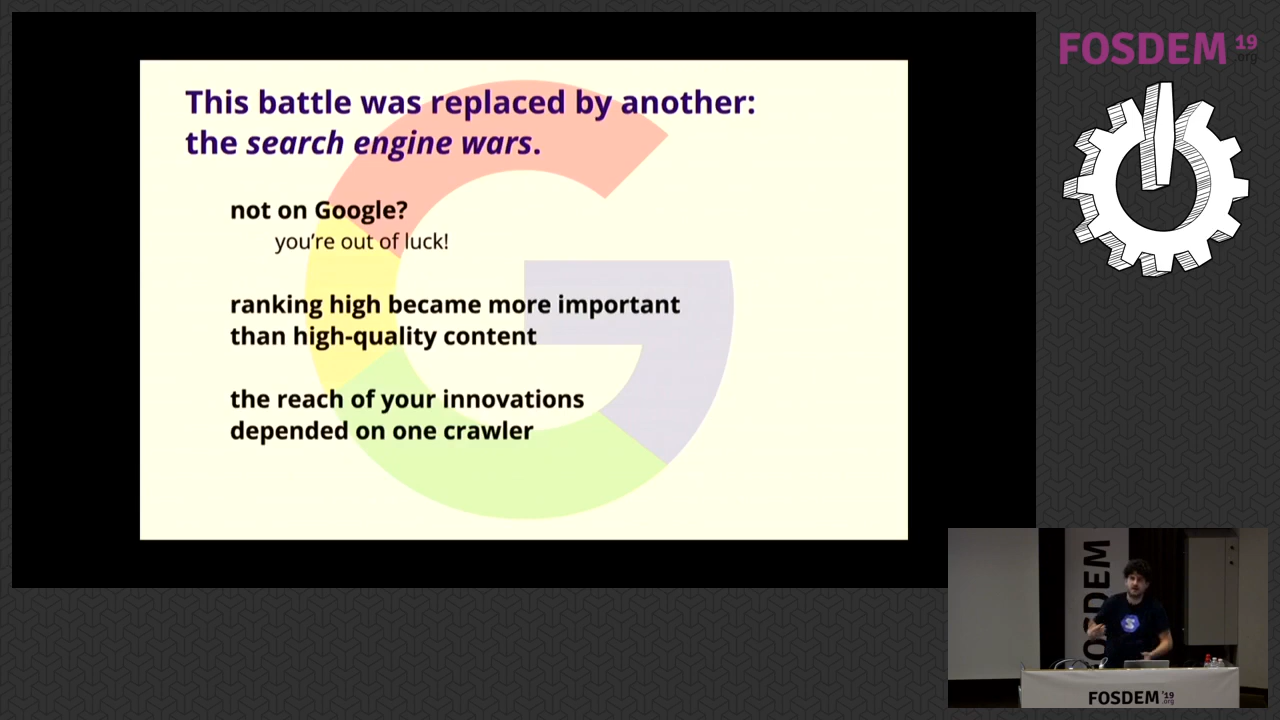 This battle was replaced by another:
the search engine wars.
not on Google?
you're out of luck!
ranking high became more important
than high-quality content
the reach of your innovations
depended on one crawler
FOSDEM 19
.org
FOSDEM
S
FOSDEM '19
.org